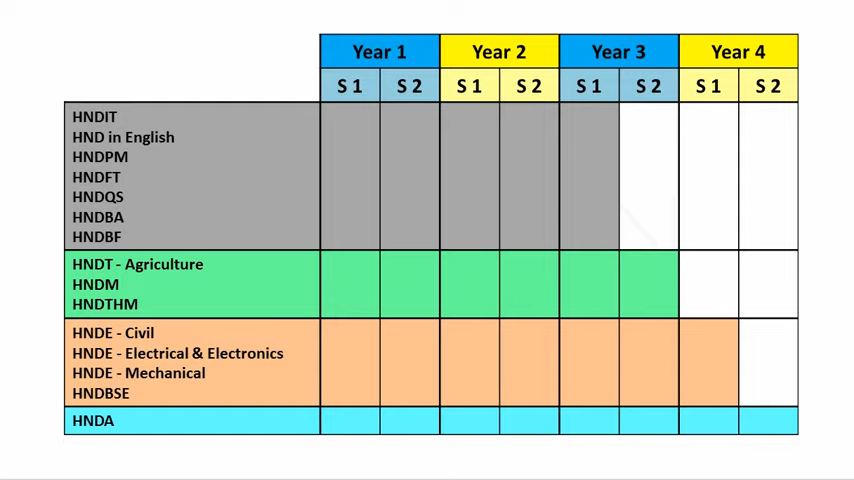 Year 1 Year 2 Year 3 Year 4
S 1 S 2 S 1 S 2 S 1 S 2 S 1 S 2
HNDIT
HND in English
HNDPM
HNDFT
HNDQS
HNDBA
HNDBF
HNDT - Agriculture
HNDM
HNDTHM
HNDE - Civil
HNDE - Electrical & Electronics
HNDE - Mechanical
HNDBSE
HNDA